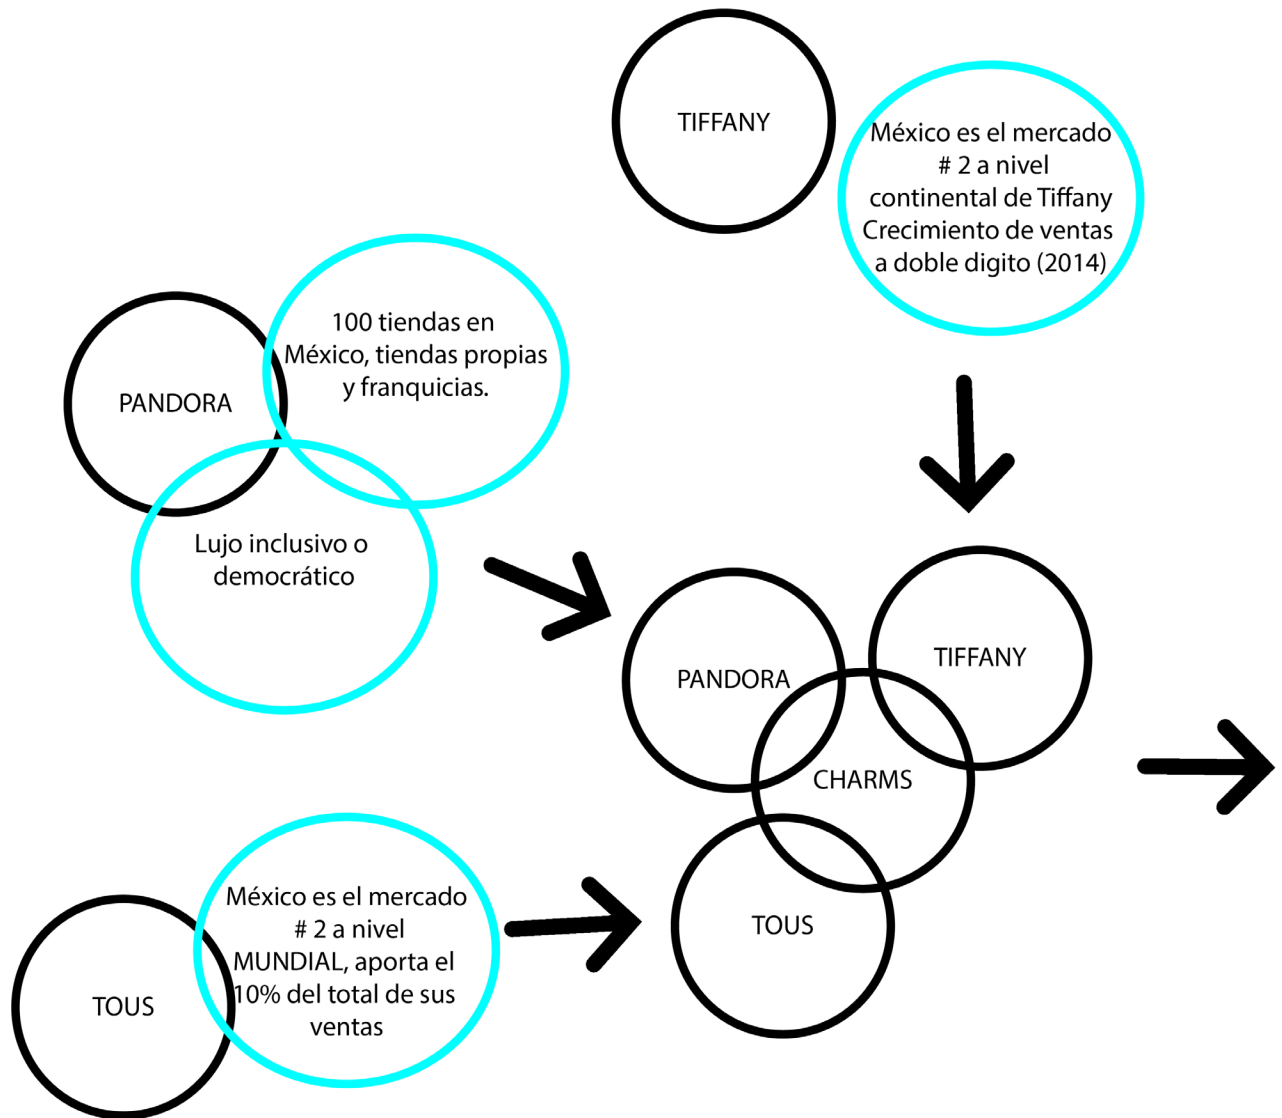 TIFFANY
México es el mercado
# 2 a nivel
continental de Tiffany
Crecimiento de ventas
a doble digito (2014)
100 tiendas en
México, tiendas propias
y franquicias.
PANDORA
Lujo inclusivo o
democrático
PANDORA
TIFFANY
CHARMS
TOUS
México es el mercado
# 2 a nivel
MUNDIAL, aporta el
10% del total de sus
ventas
TOUS